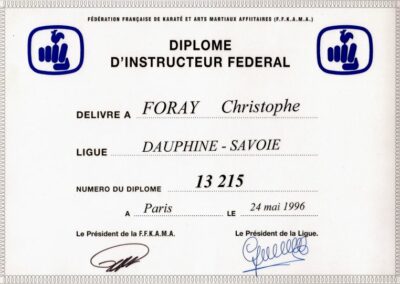 FÉDÉRATION FRANÇAISE DE KARATÉ ET ARTS MARTIAUX AFFIITAIRES (F.F.K.A.M.A.)
DIPLOME
D'INSTRUCTEUR FEDERAL
DELIVRE A FORAY Christophe
LIGUE DAUPHINE - SAVOIE
NUMERO DU DIPLOME 13 215
A Paris LE 24 mai 1996
Le Président de la F.F.K.A.M.A. Le Président de la Ligue.